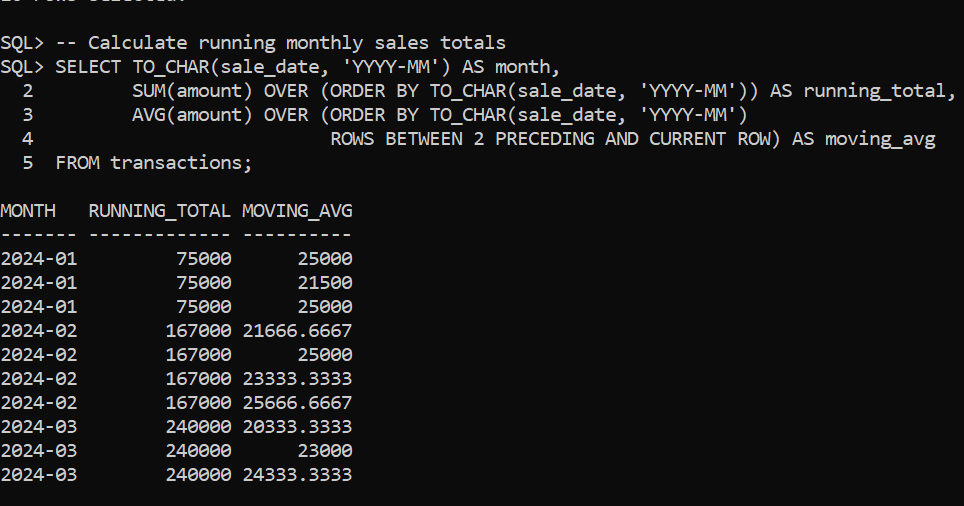 SQL> -- Calculate running monthly sales totals
SQL> SELECT TO_CHAR(sale_date, 'YYYY-MM') AS month,
  2         SUM(amount) OVER (ORDER BY TO_CHAR(sale_date, 'YYYY-MM')) AS running_total,
  3         AVG(amount) OVER (ORDER BY TO_CHAR(sale_date, 'YYYY-MM')
  4                           ROWS BETWEEN 2 PRECEDING AND CURRENT ROW) AS moving_avg
  5  FROM transactions;

MONTH   RUNNING_TOTAL MOVING_AVG
------- ------------- ----------
2024-01         75000      25000
2024-01         75000      21500
2024-01         75000      25000
2024-02        167000 21666.6667
2024-02        167000      25000
2024-02        167000 23333.3333
2024-02        167000 25666.6667
2024-03        240000 20333.3333
2024-03        240000      23000
2024-03        240000 24333.3333